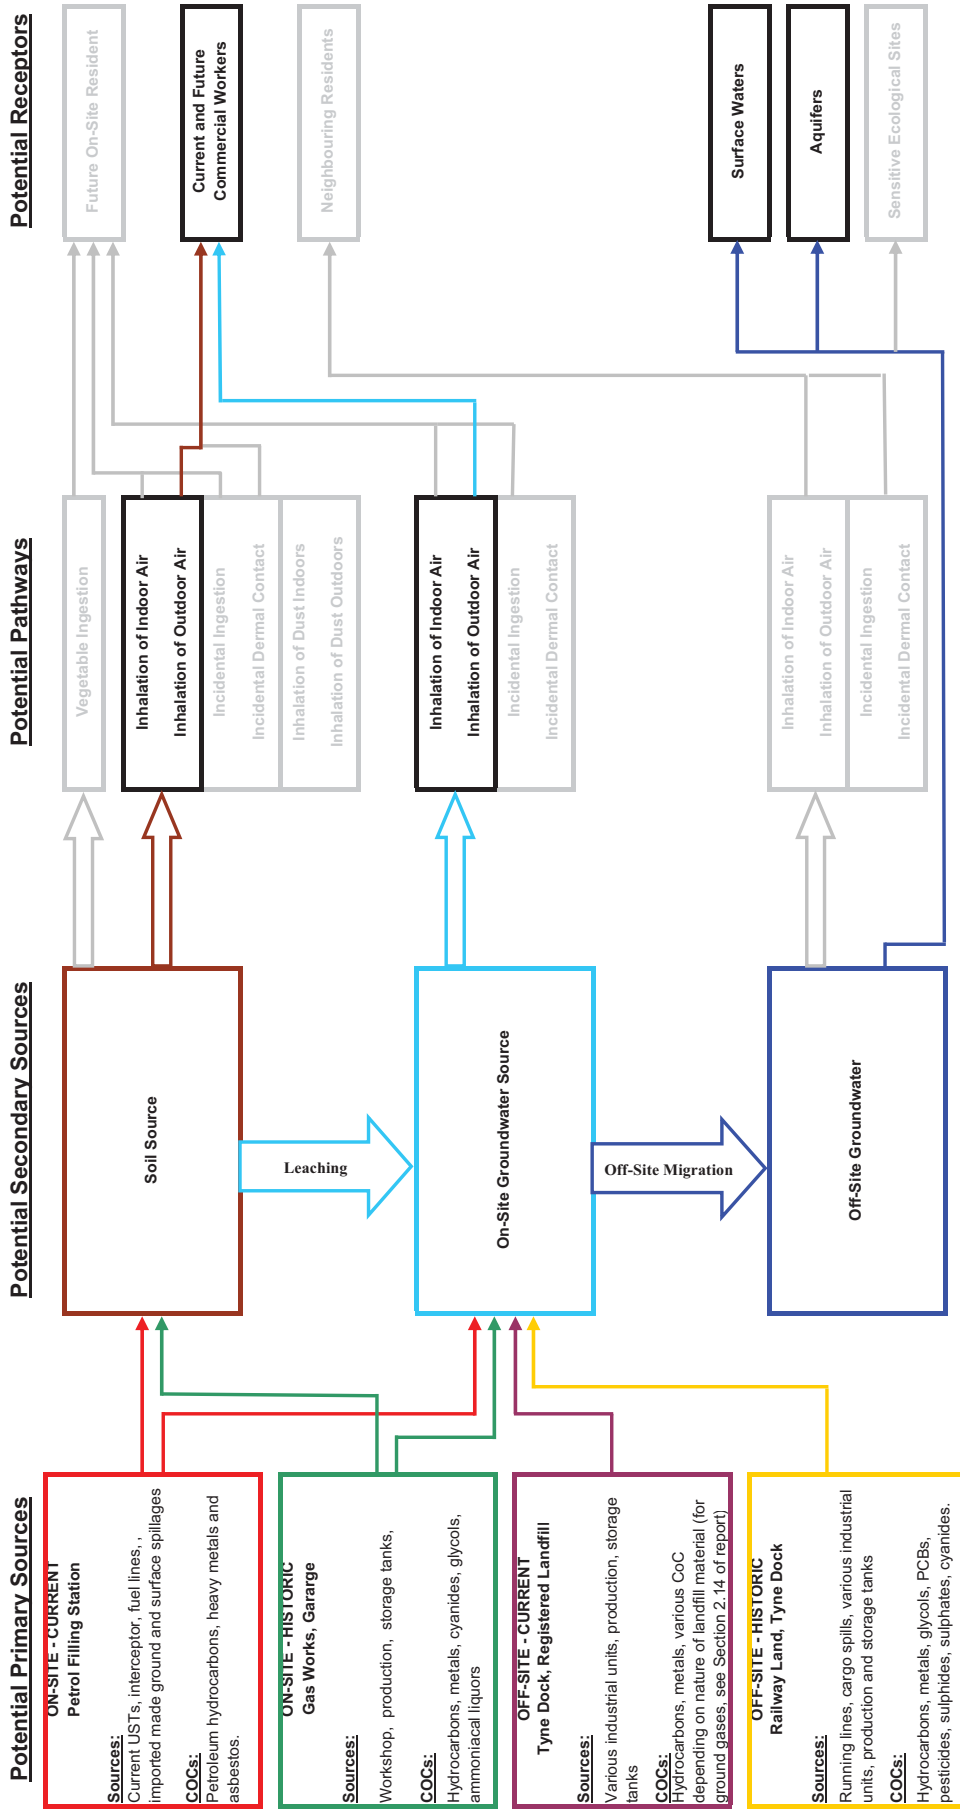 Potential Primary Sources
Potential Secondary Sources
Potential Pathways
Potential Receptors
ON-SITE - CURRENT
Petrol Filling Station
Sources:
Current USTs, interceptor, fuel lines, ,
imported made ground and surface spillages
COCs:
Petroleum hydrocarbons, heavy metals and
asbestos.
ON-SITE - HISTORIC
Gas Works, Gararge
Sources:
Workshop, production, storage tanks,
COCs:
Hydrocarbons, metals, cyanides, glycols,
ammoniacal liquors
OFF-SITE - CURRENT
Tyne Dock, Registered Landfill
Sources:
Various industrial units, production, storage
tanks
COCs:
Hydrocarbons, metals, various CoC
depending on nature of landfill material (for
ground gases, see Section 2.14 of report)
OFF-SITE - HISTORIC
Railway Land, Tyne Dock
Sources:
Running lines, cargo spills, various industrial
units, production and storage tanks
COCs:
Hydrocarbons, metals, glycols, PCBs,
pesticides, sulphides, sulphates, cyanides.
Soil Source
Leaching
On-Site Groundwater Source
Off-Site Migration
Off-Site Groundwater
Vegetable Ingestion
Inhalation of Indoor Air
Inhalation of Outdoor Air
Incidental Ingestion
Incidental Dermal Contact
Inhalation of Dust Indoors
Inhalation of Dust Outdoors
Inhalation of Indoor Air
Inhalation of Outdoor Air
Incidental Ingestion
Incidental Dermal Contact
Inhalation of Indoor Air
Inhalation of Outdoor Air
Incidental Ingestion
Incidental Dermal Contact
Future On-Site Resident
Current and Future
Commercial Workers
Neighbouring Residents
Surface Waters
Aquifers
Sensitive Ecological Sites